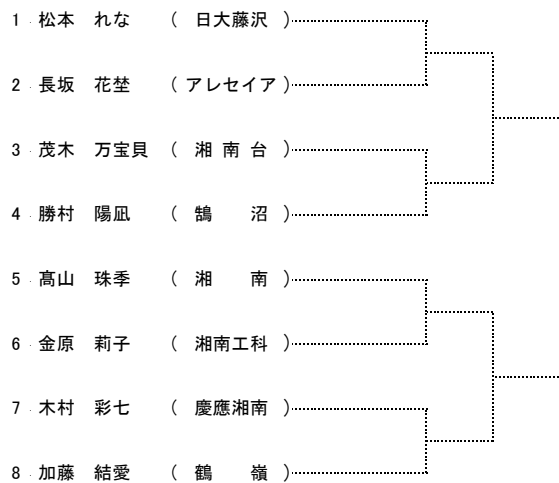 1 松本 れな ( 日大藤沢 )
2 長坂 花埜 ( アレセイア )
3 茂木 万宝貝 ( 湘南台 )
4 勝村 陽凪 ( 鵠沼 )
5 髙山 珠季 ( 湘南 )
6 金原 莉子 ( 湘南工科 )
7 木村 彩七 ( 慶應湘南 )
8 加藤 結愛 ( 鶴嶺 )